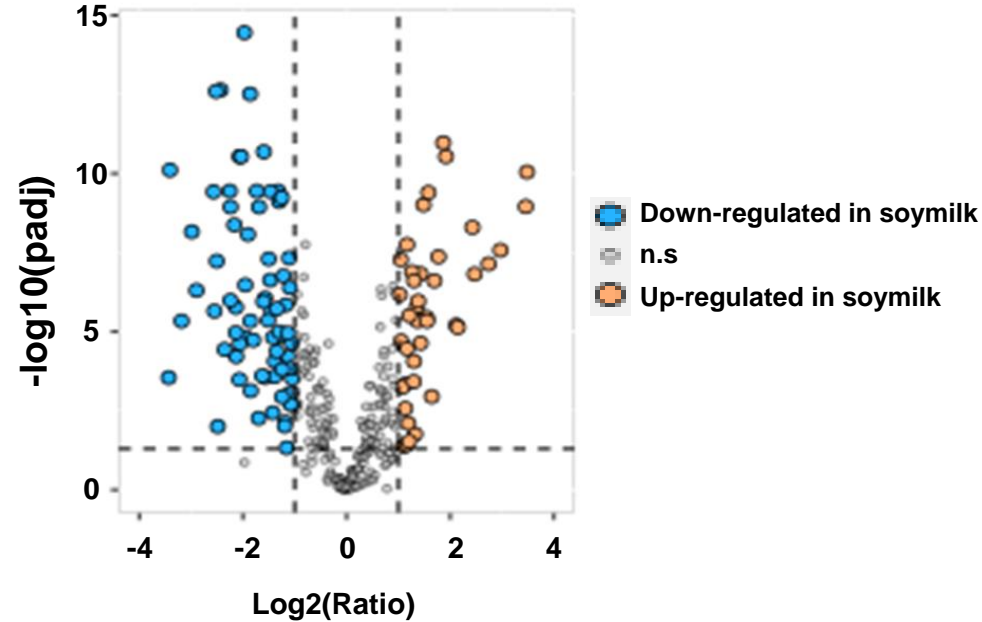 15
10
5
0
-log10(padj)
-4 -2 0 2 4
Log2(Ratio)
Down-regulated in soymilk
n.s
Up-regulated in soymilk